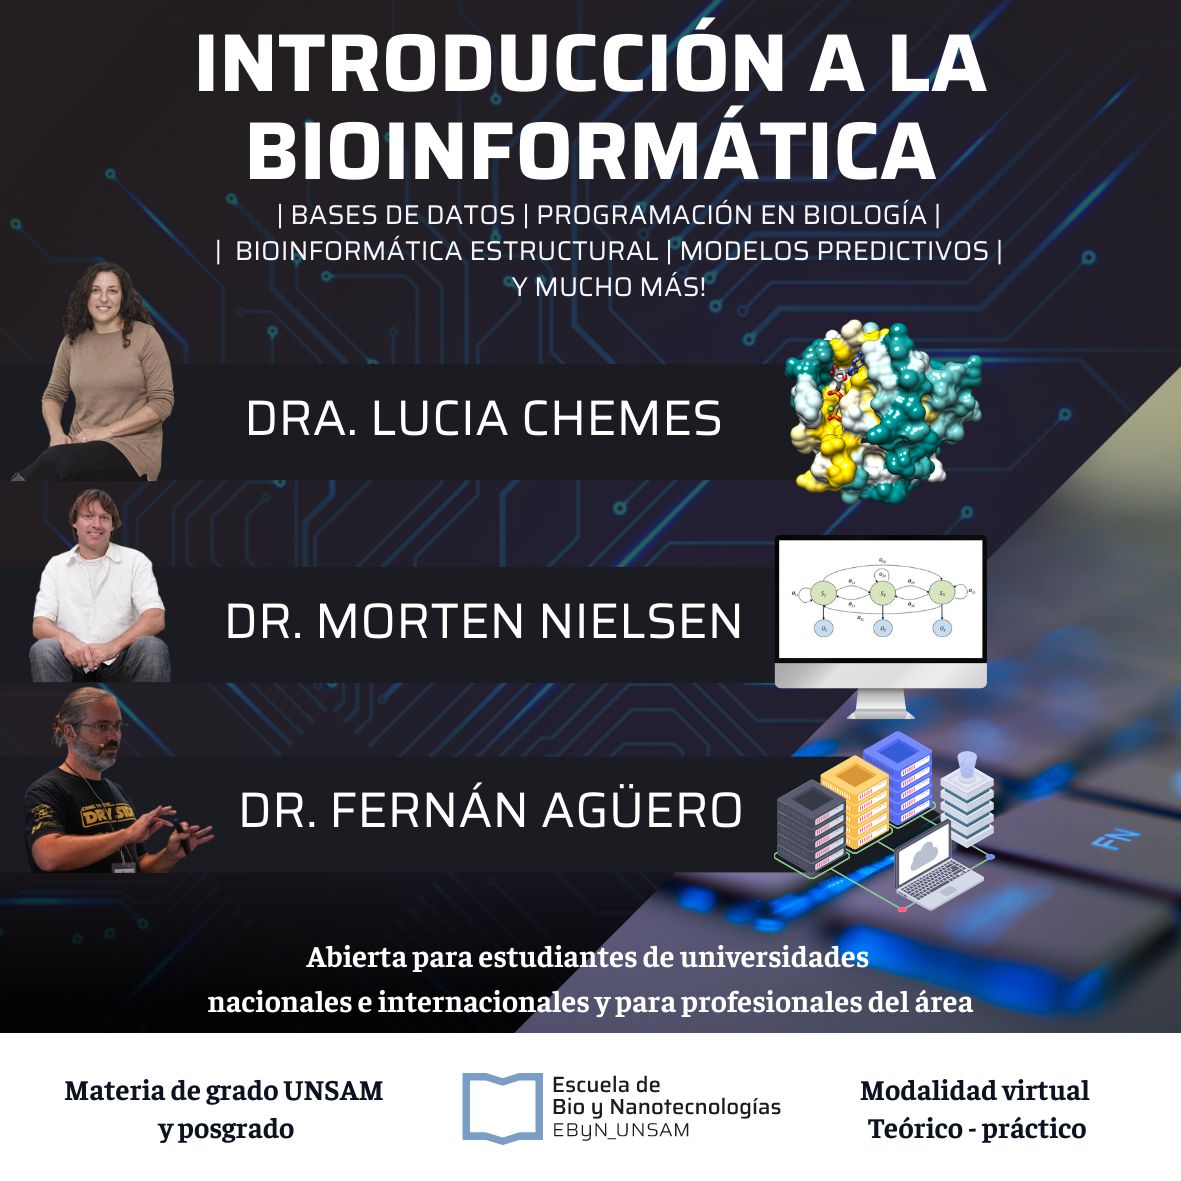 INTRODUCCIÓN A LA
BIOINFORMÁTICA
| BASES DE DATOS | PROGRAMACIÓN EN BIOLOGÍA |
| BIOINFORMÁTICA ESTRUCTURAL | MODELOS PREDICTIVOS |
Y MUCHO MÁS!
DRA. LUCIA CHEMES
DR. MORTEN NIELSEN
DR. FERNÁN AGÜERO
FN
Abierta para estudiantes de universidades
nacionales e internacionales y para profesionales del área
Materia de grado UNSAM
y posgrado
Escuela de
Bio y Nanotecnologías
EByN_UNSAM
Modalidad virtual
Teórico - práctico